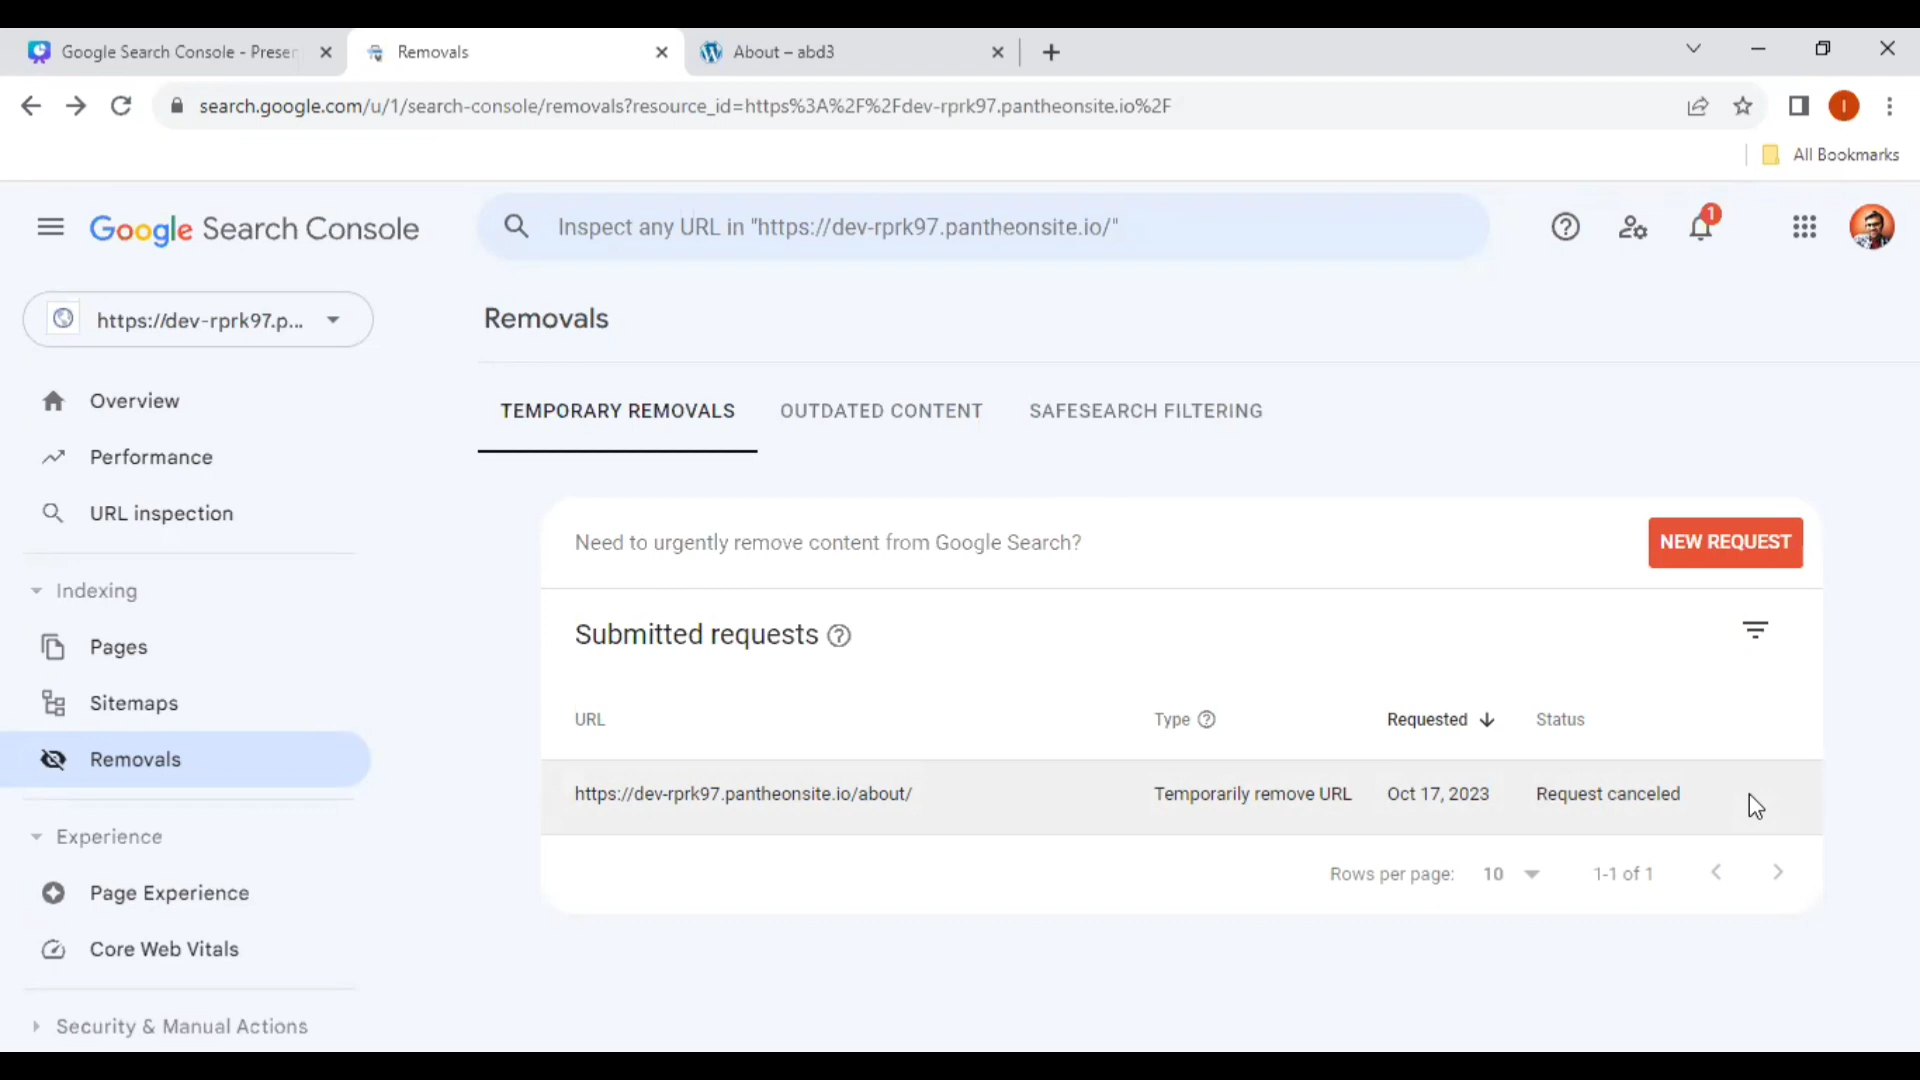 Google Search Console - Presen
Removals
About – abd3
search.google.com/u/1/search-console/removals?resource_id=https%3A%2F%2Fdev-rprk97.pantheonsite.io%2F
I
All Bookmarks
Google Search Console
Inspect any URL in "https://dev-rprk97.pantheonsite.io/"
1
https://dev-rprk97.p...
Removals
Overview
Performance
URL inspection
Indexing
Pages
Sitemaps
Removals
Experience
Page Experience
Core Web Vitals
Security & Manual Actions
TEMPORARY REMOVALS OUTDATED CONTENT SAFESEARCH FILTERING
Need to urgently remove content from Google Search?
NEW REQUEST
Submitted requests
URL Type Requested Status
https://dev-rprk97.pantheonsite.io/about/ Temporarily remove URL Oct 17, 2023 Request canceled
Rows per page: 10 1-1 of 1